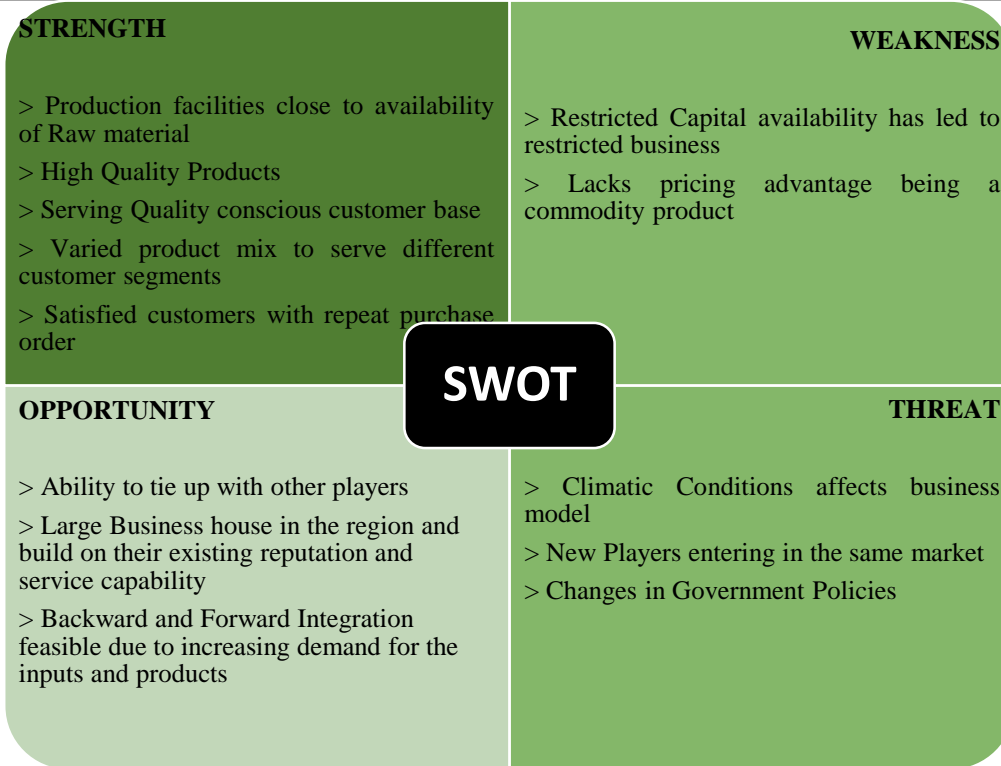 STRENGTH
> Production facilities close to availability
of Raw material
> High Quality Products
> Serving Quality conscious customer base
> Varied product mix to serve different
customer segments
> Satisfied customers with repeat purchase
order
WEAKNESS
> Restricted Capital availability has led to
restricted business
> Lacks pricing advantage being a
commodity product
SWOT
OPPORTUNITY
> Ability to tie up with other players
> Large Business house in the region and
build on their existing reputation and
service capability
> Backward and Forward Integration
feasible due to increasing demand for the
inputs and products
THREAT
> Climatic Conditions affects business
model
> New Players entering in the same market
> Changes in Government Policies